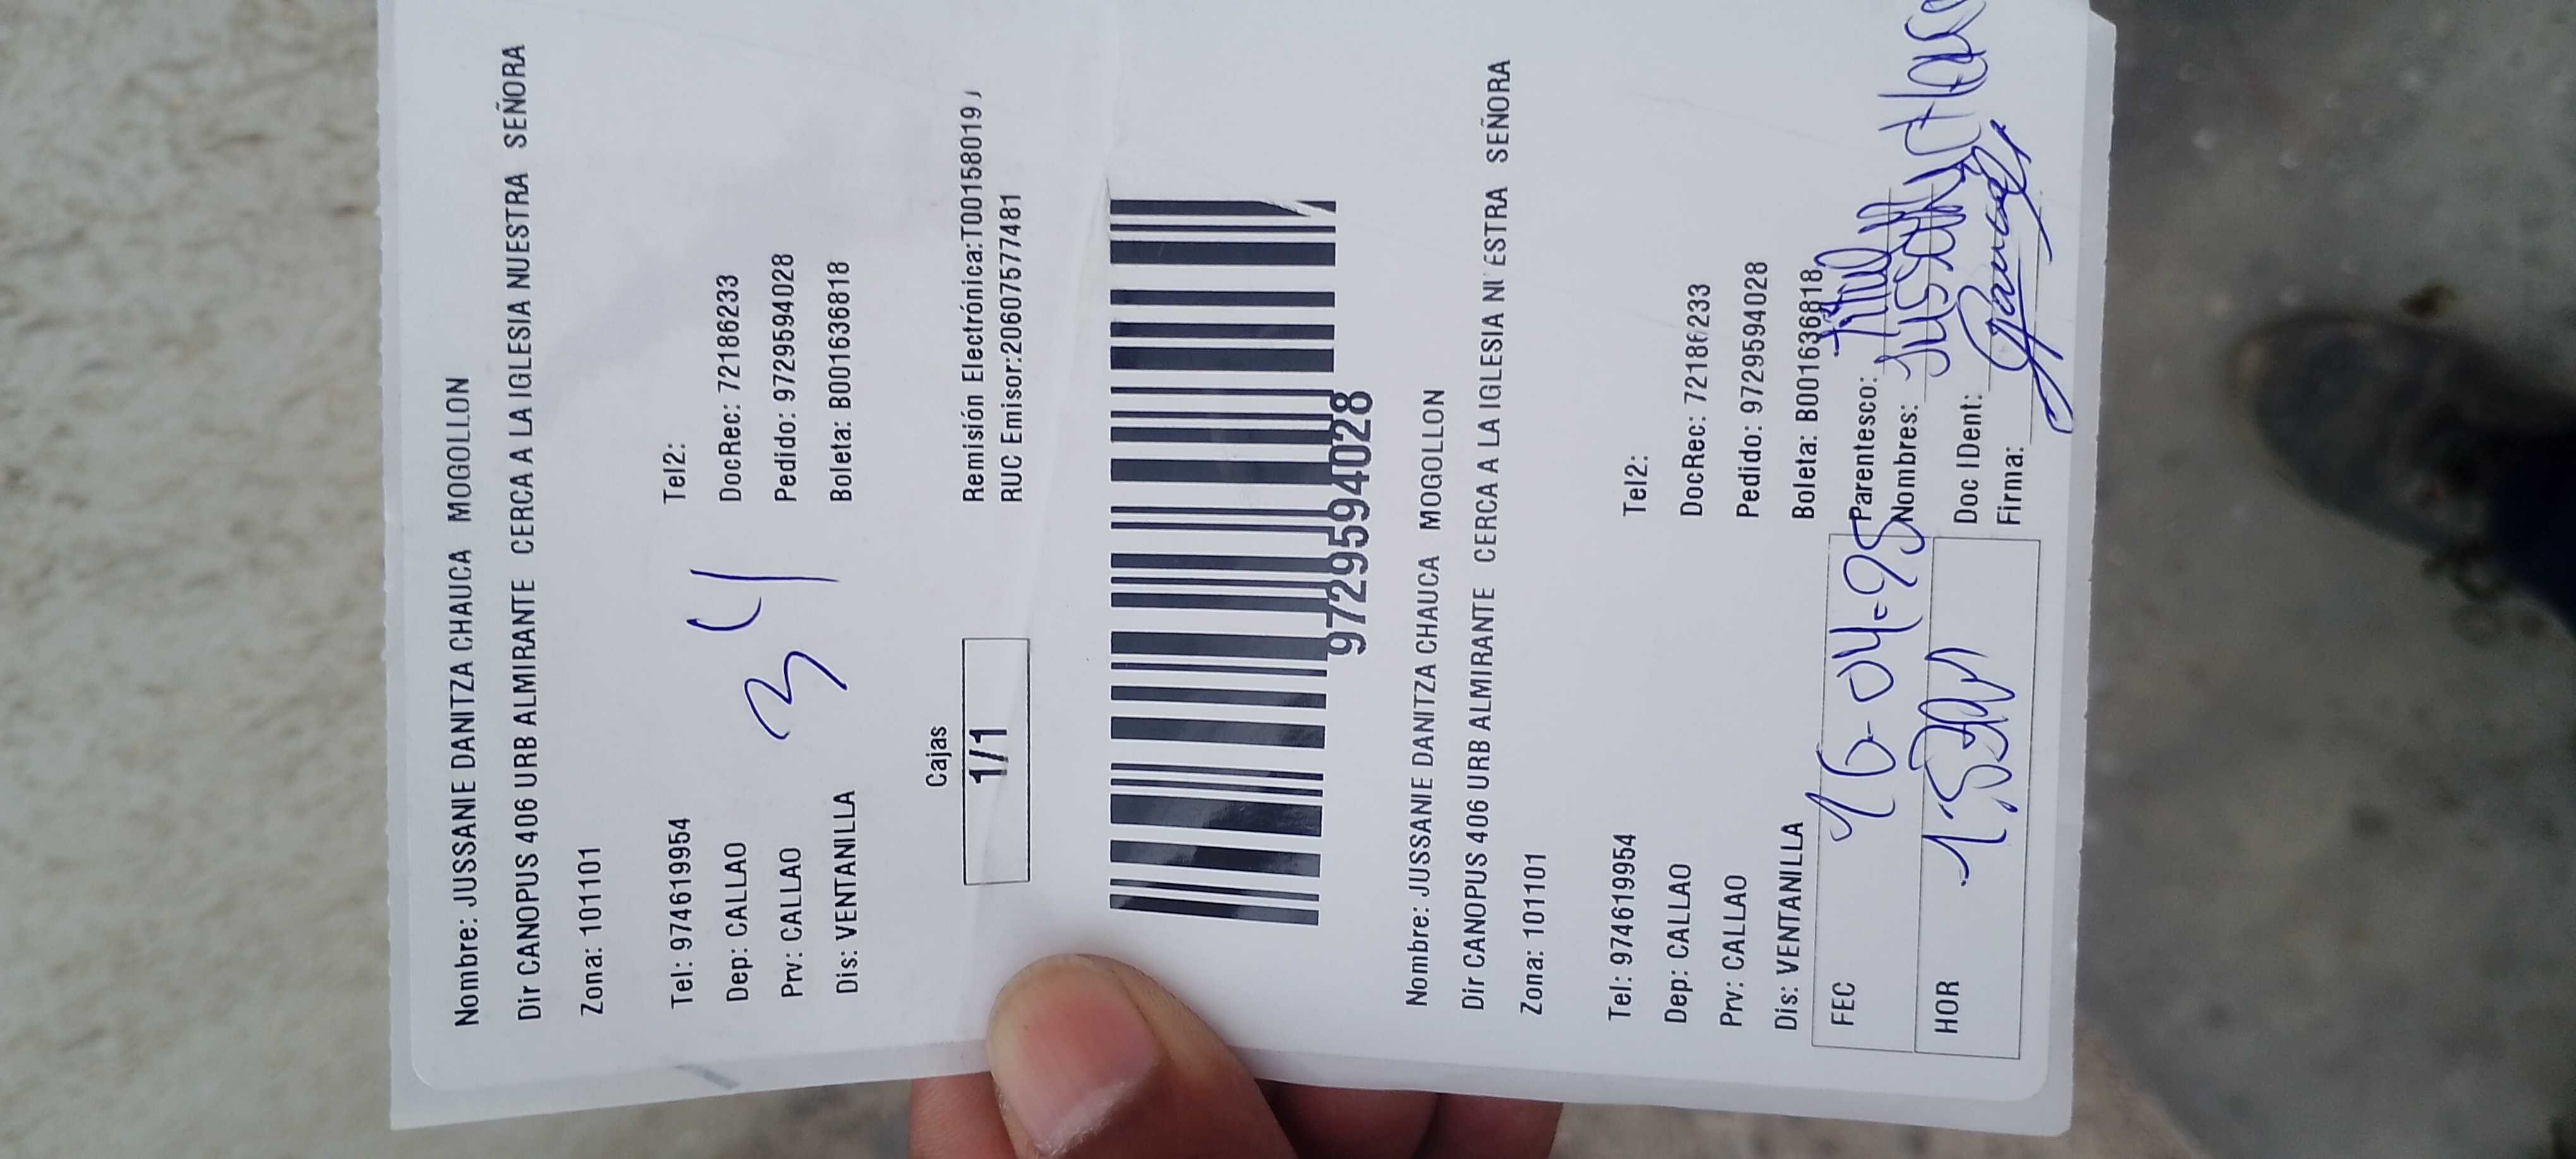 Nombre: JUSSANIE DANITZA CHAUCA MOGOLLON
Dir CANOPUS 406 URB ALMIRANTE CERCA A LA IGLESIA NUESTRA SEÑORA
Zona: 101101
Tel: 974619954 Tel2:
Dep: CALLAO DocRec: 72186233
Prv: CALLAO Pedido: 9729594028
Dis: VENTANILLA Boleta: B001636818
34
Cajas
1/1
Remisión Electrónica:T00158019
RUC Emisor:20607577481
9729594028
Nombre: JUSSANIE DANITZA CHAUCA MOGOLLON
Dir CANOPUS 406 URB ALMIRANTE CERCA A LA IGLESIA NUESTRA SEÑORA
Zona: 101101
Tel: 974619954 Tel2:
Dep: CALLAO DocRec: 72186233
Prv: CALLAO Pedido: 9729594028
Dis: VENTANILLA Boleta: B001636818
FEC 16-04-95 Parentesco:
Nombres:
HOR Doc IDent:
Firma: